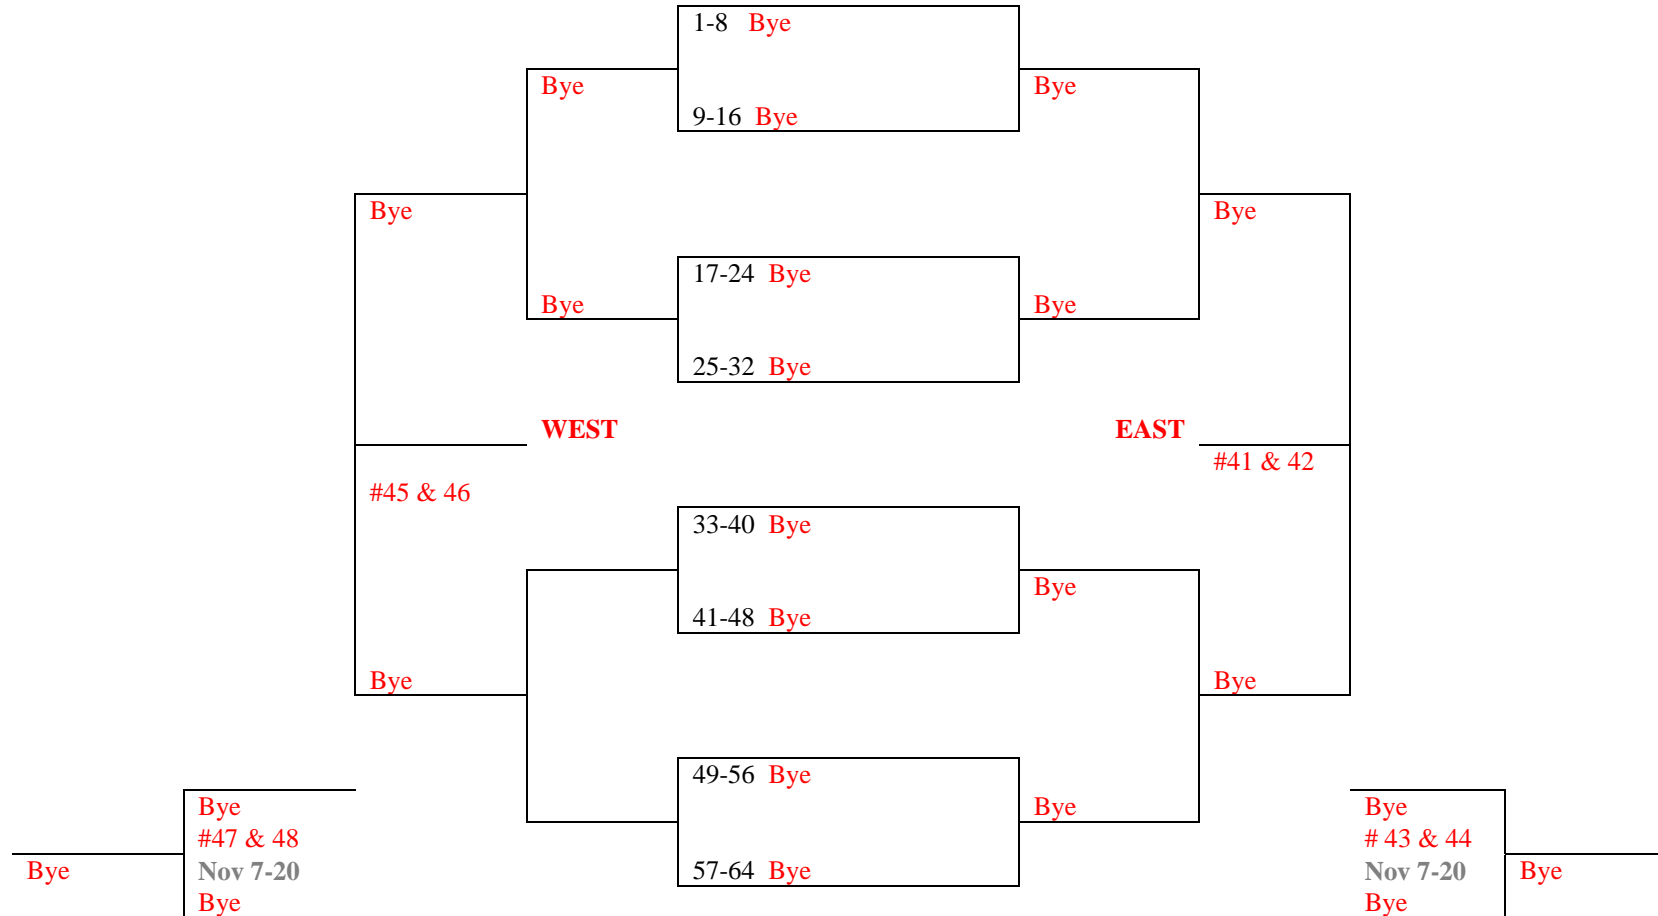 1-8 Bye
Bye
Bye
9-16 Bye
Bye
Bye
17-24 Bye
Bye
Bye
25-32 Bye
WEST
EAST
#41 & 42
#45 & 46
33-40 Bye
Bye
41-48 Bye
Bye
Bye
49-56 Bye
Bye
Bye
Bye
#47 & 48
# 43 & 44
Bye
Nov 7-20
57-64 Bye
Nov 7-20
Bye
Bye
Bye